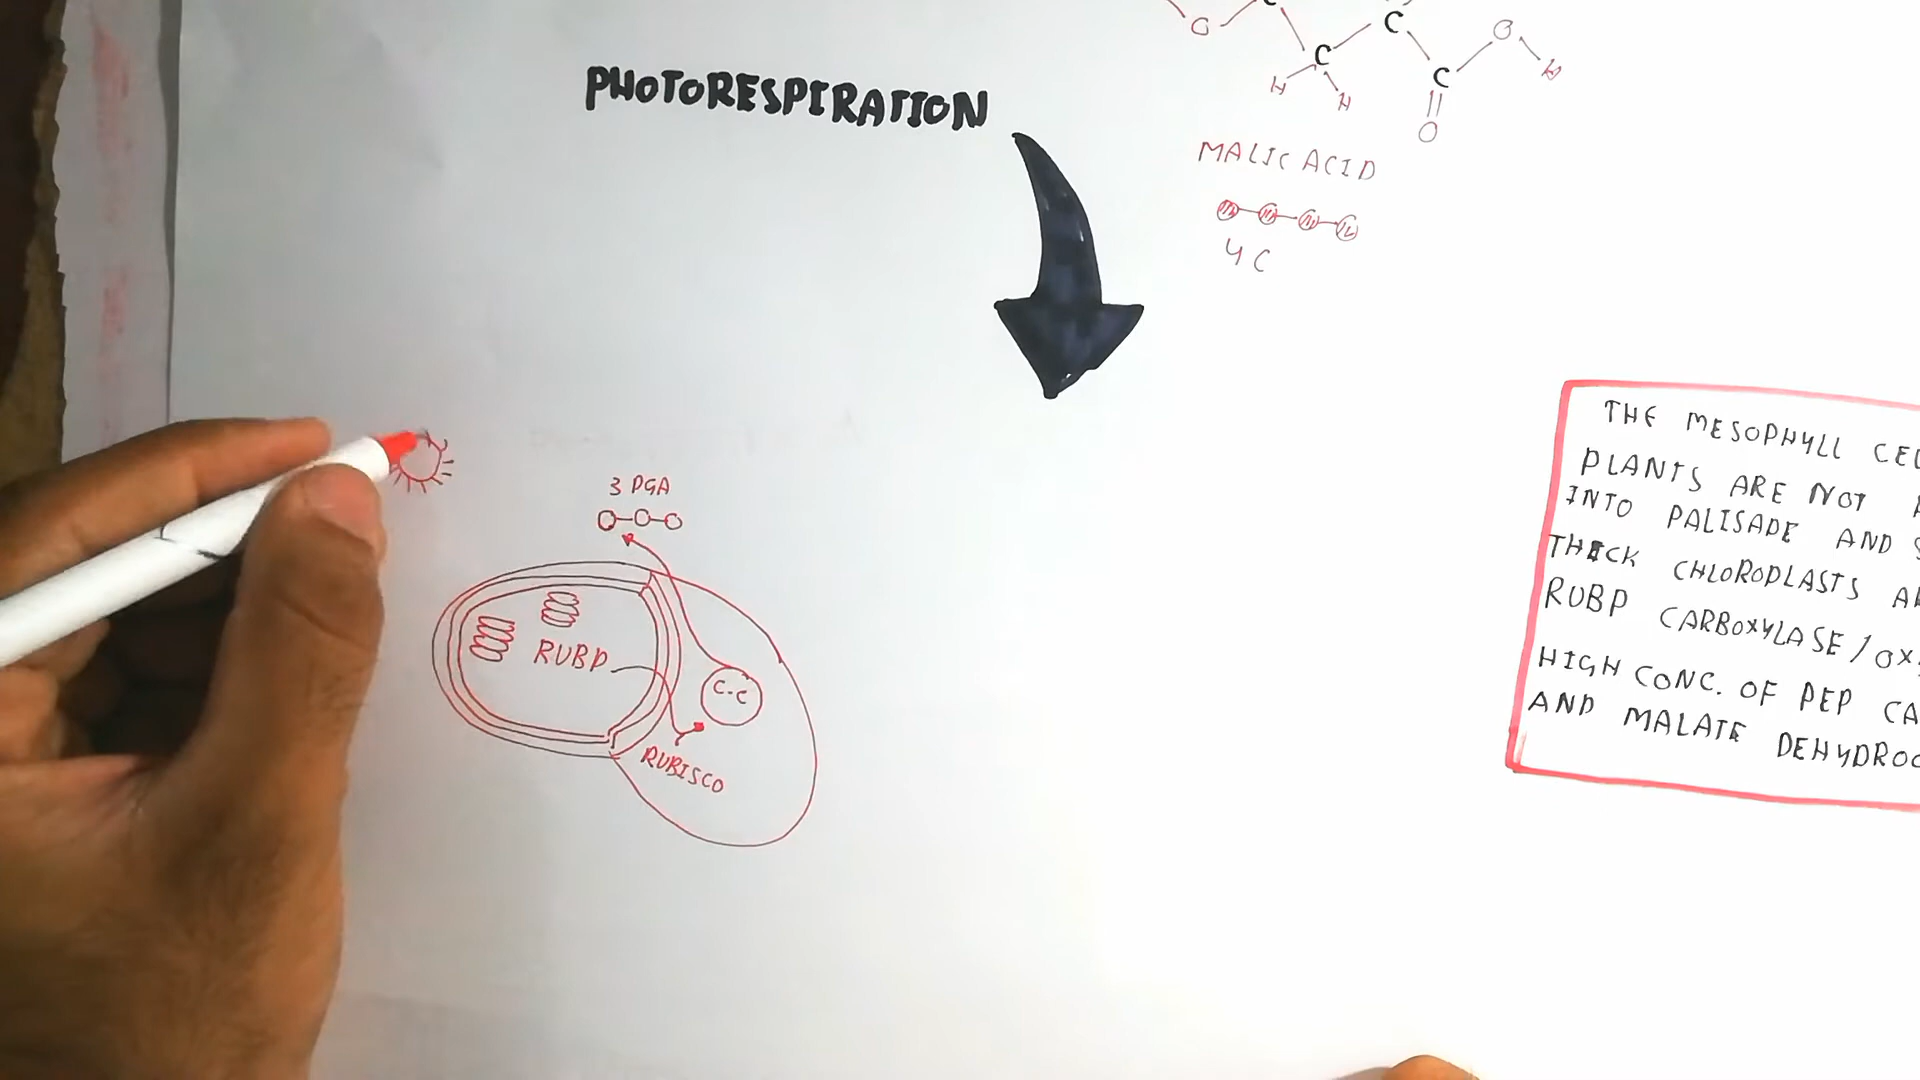 PHOTORESPIRATION
O
C
C
C
C
O
H
H
H
O
MALIC ACID
4C
3 PGA
RUBP
C-C
RUBISCO
THE MESOPHYLL
PLANTS ARE NOT
INTO PALISADE AND
THICK CHLOROPLASTS
RUBP CARBOXYLASE/
HIGH CONC. OF PEP
AND MALATE